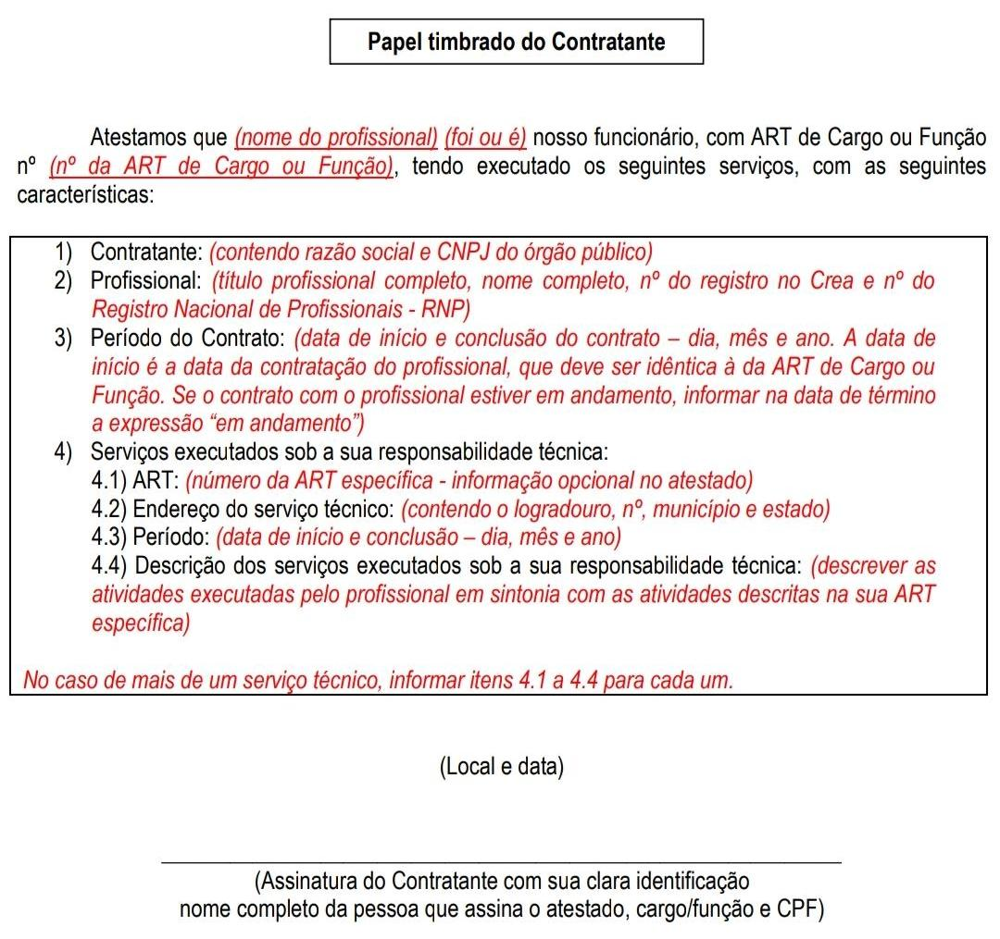 Papel timbrado do Contratante
Atestamos que (nome do profissional) (foi ou é) nosso funcionário, com ART de Cargo ou Função
nº (nº da ART de Cargo ou Função), tendo executado os seguintes serviços, com as seguintes
características:
1) Contratante: (contendo razão social e CNPJ do órgão público)
2) Profissional: (título profissional completo, nome completo, nº do registro no Crea e nº do
Registro Nacional de Profissionais - RNP)
3) Período do Contrato: (data de início e conclusão do contrato – dia, mês e ano. A data de
início é a data da contratação do profissional, que deve ser idêntica à da ART de Cargo ou
Função. Se o contrato com o profissional estiver em andamento, informar na data de término
a expressão “em andamento”)
4) Serviços executados sob a sua responsabilidade técnica:
4.1) ART: (número da ART específica - informação opcional no atestado)
4.2) Endereço do serviço técnico: (contendo o logradouro, nº, município e estado)
4.3) Período: (data de início e conclusão – dia, mês e ano)
4.4) Descrição dos serviços executados sob a sua responsabilidade técnica: (descrever as
atividades executadas pelo profissional em sintonia com as atividades descritas na sua ART
específica)
No caso de mais de um serviço técnico, informar itens 4.1 a 4.4 para cada um.
(Local e data)
(Assinatura do Contratante com sua clara identificação
nome completo da pessoa que assina o atestado, cargo/função e CPF)